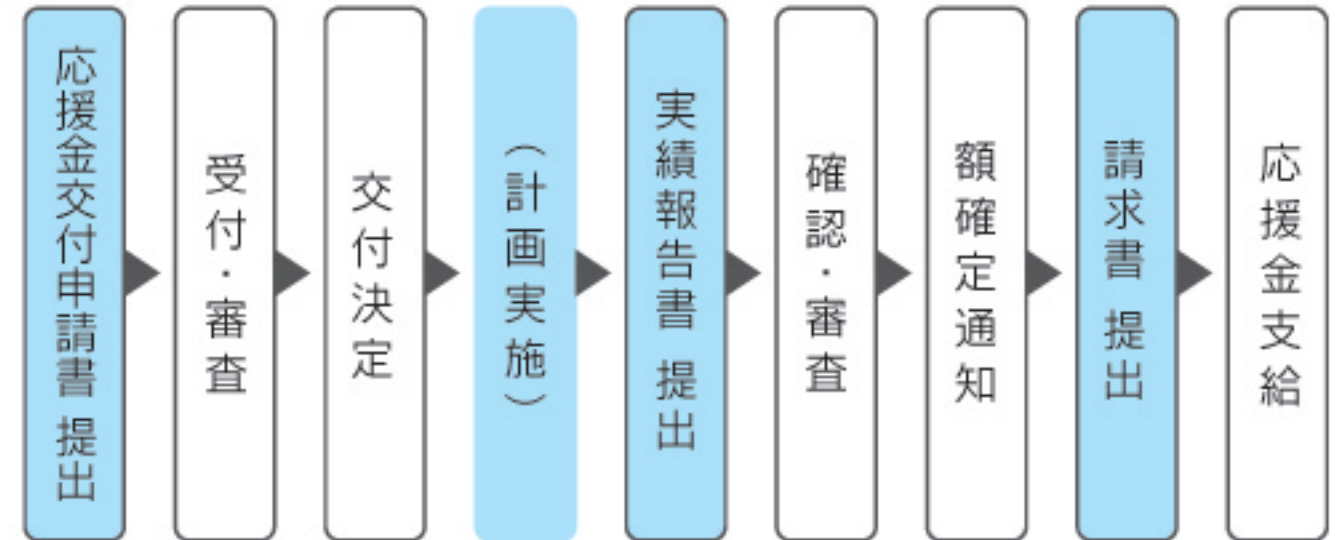 応援金交付申請書 提出
受付・審査
交付決定
（計画実施）
実績報告書 提出
確認・審査
額確定通知
請求書 提出
応援金支給